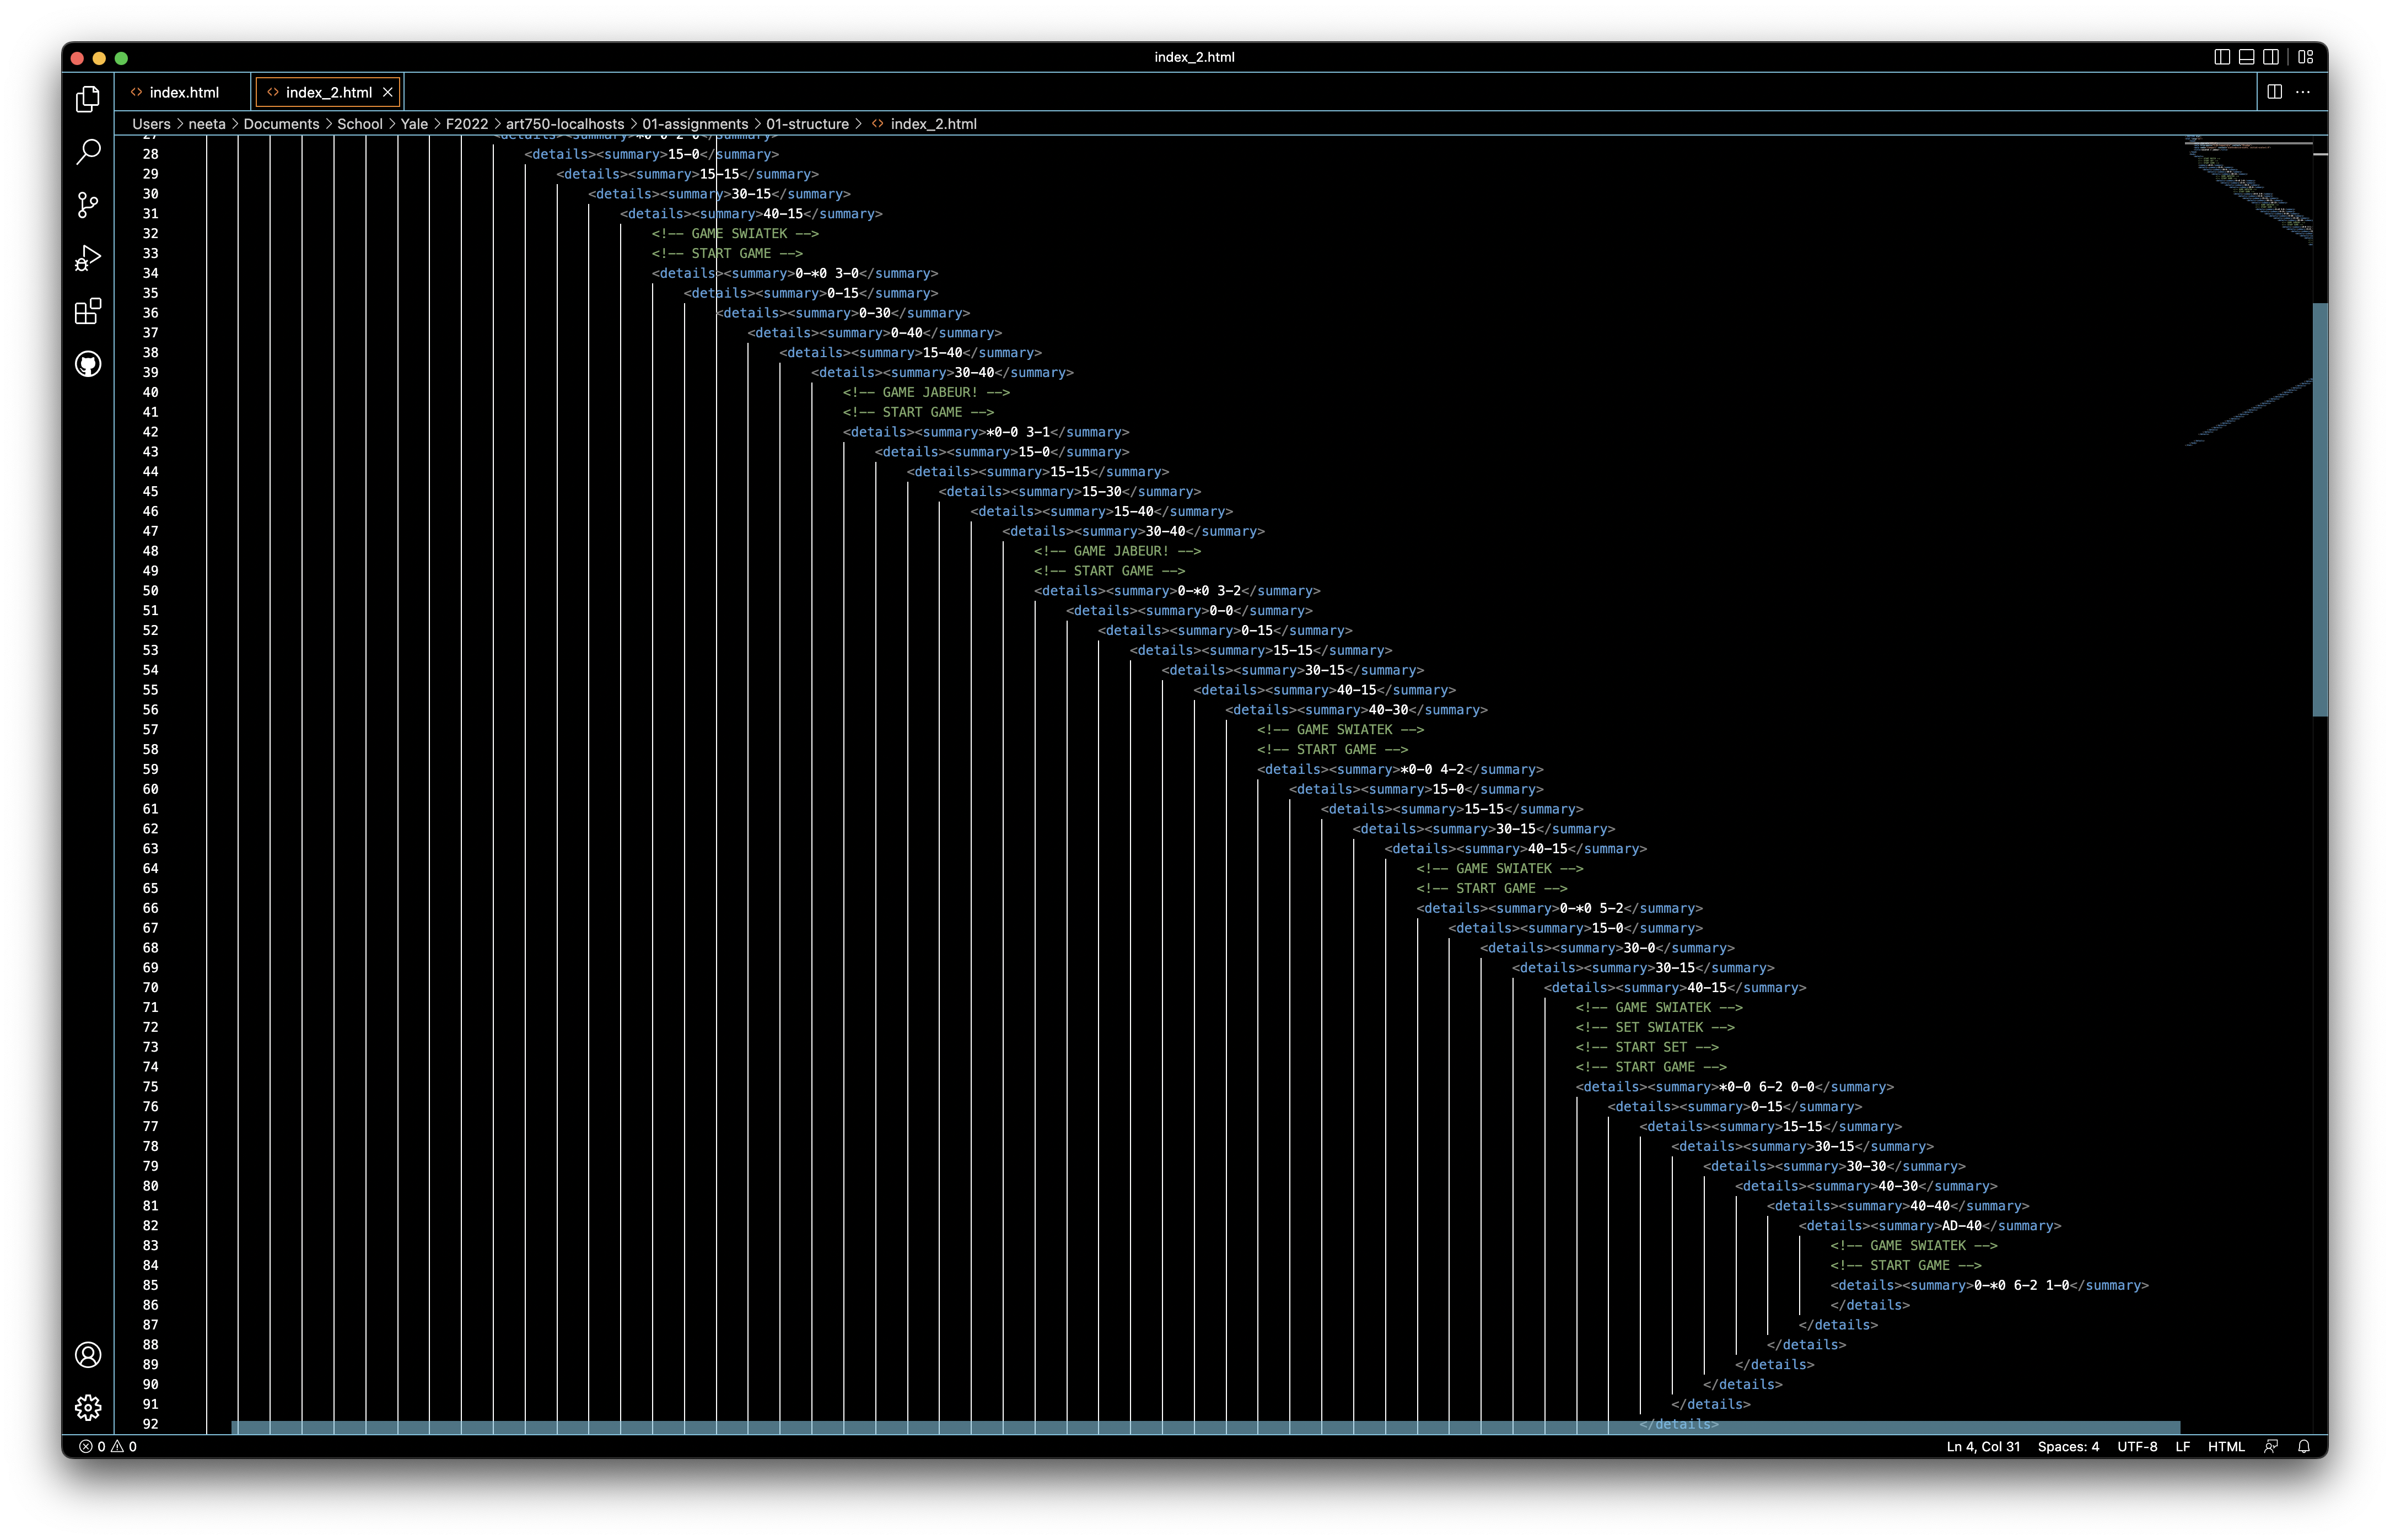 index_2.html
index.html
index_2.html
Users > neeta > Documents > School > Yale > F2022 > art750-localhosts > 01-assignments > 01-structure > index_2.html
27 <details><summary>*0-0 2-0</summary>
28 <details><summary>15-0</summary>
29 <details><summary>15-15</summary>
30 <details><summary>30-15</summary>
31 <details><summary>40-15</summary>
32 <!-- GAME SWIATEK -->
33 <!-- START GAME -->
34 <details><summary>0-*0 3-0</summary>
35 <details><summary>0-15</summary>
36 <details><summary>0-30</summary>
37 <details><summary>0-40</summary>
38 <details><summary>15-40</summary>
39 <details><summary>30-40</summary>
40 <!-- GAME JABEUR! -->
41 <!-- START GAME -->
42 <details><summary>*0-0 3-1</summary>
43 <details><summary>15-0</summary>
44 <details><summary>15-15</summary>
45 <details><summary>15-30</summary>
46 <details><summary>15-40</summary>
47 <details><summary>30-40</summary>
48 <!-- GAME JABEUR! -->
49 <!-- START GAME -->
50 <details><summary>0-*0 3-2</summary>
51 <details><summary>0-0</summary>
52 <details><summary>0-15</summary>
53 <details><summary>15-15</summary>
54 <details><summary>30-15</summary>
55 <details><summary>40-15</summary>
56 <details><summary>40-30</summary>
57 <!-- GAME SWIATEK -->
58 <!-- START GAME -->
59 <details><summary>*0-0 4-2</summary>
60 <details><summary>15-0</summary>
61 <details><summary>15-15</summary>
62 <details><summary>30-15</summary>
63 <details><summary>40-15</summary>
64 <!-- GAME SWIATEK -->
65 <!-- START GAME -->
66 <details><summary>0-*0 5-2</summary>
67 <details><summary>15-0</summary>
68 <details><summary>30-0</summary>
69 <details><summary>30-15</summary>
70 <details><summary>40-15</summary>
71 <!-- GAME SWIATEK -->
72 <!-- SET SWIATEK -->
73 <!-- START SET -->
74 <!-- START GAME -->
75 <details><summary>*0-0 6-2 0-0</summary>
76 <details><summary>0-15</summary>
77 <details><summary>15-15</summary>
78 <details><summary>30-15</summary>
79 <details><summary>30-30</summary>
80 <details><summary>40-30</summary>
81 <details><summary>40-40</summary>
82 <details><summary>AD-40</summary>
83 <!-- GAME SWIATEK -->
84 <!-- START GAME -->
85 <details><summary>0-*0 6-2 1-0</summary>
86 </details>
87 </details>
88 </details>
89 </details>
90 </details>
91 </details>
92 </details>
0 0 Ln 4, Col 31 Spaces: 4 UTF-8 LF HTML